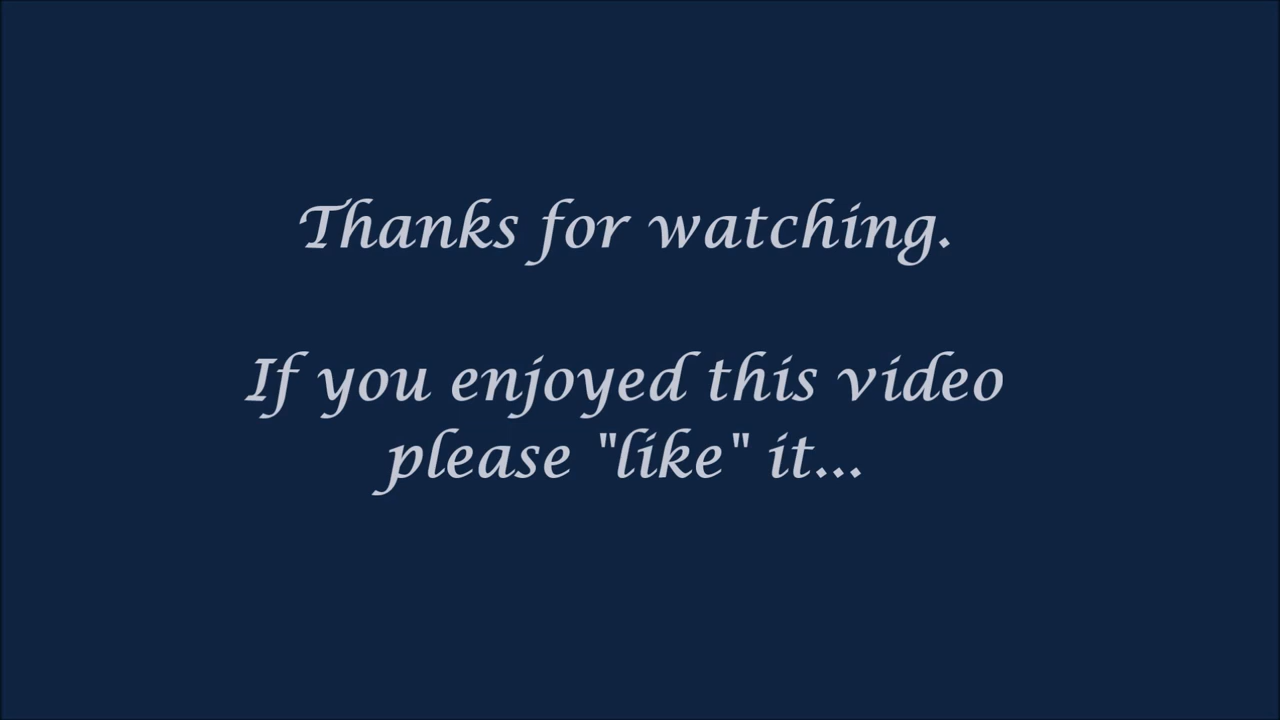 Thanks for watching.
If you enjoyed this video
please "like" it...